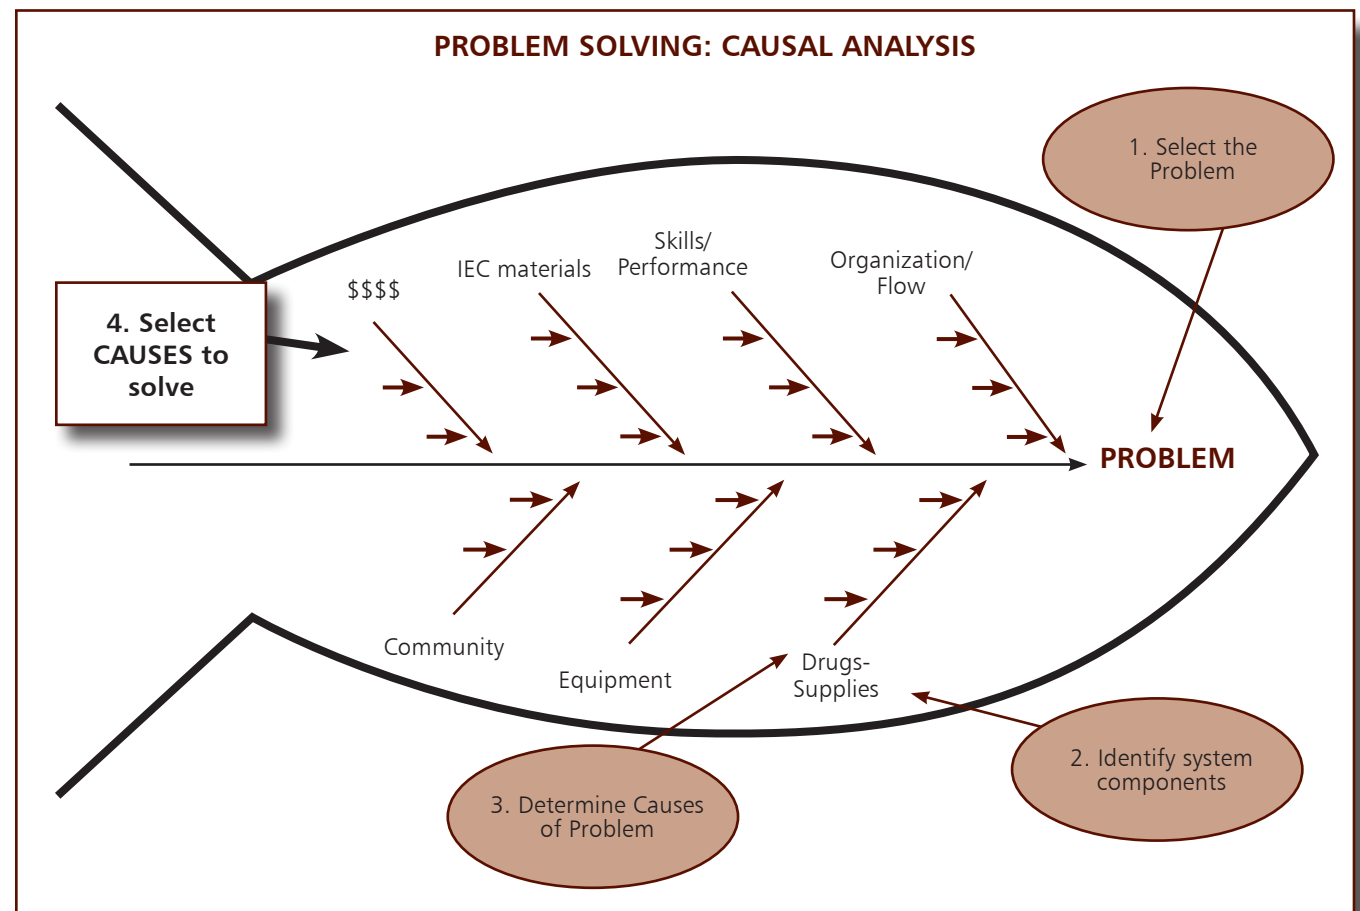 PROBLEM SOLVING: CAUSAL ANALYSIS
1. Select the
Problem
Skills/
Performance
Organization/
Flow
IEC materials
$$$$
4. Select
CAUSES to
solve
PROBLEM
Community
Equipment
Drugs-
Supplies
2. Identify system
components
3. Determine Causes
of Problem